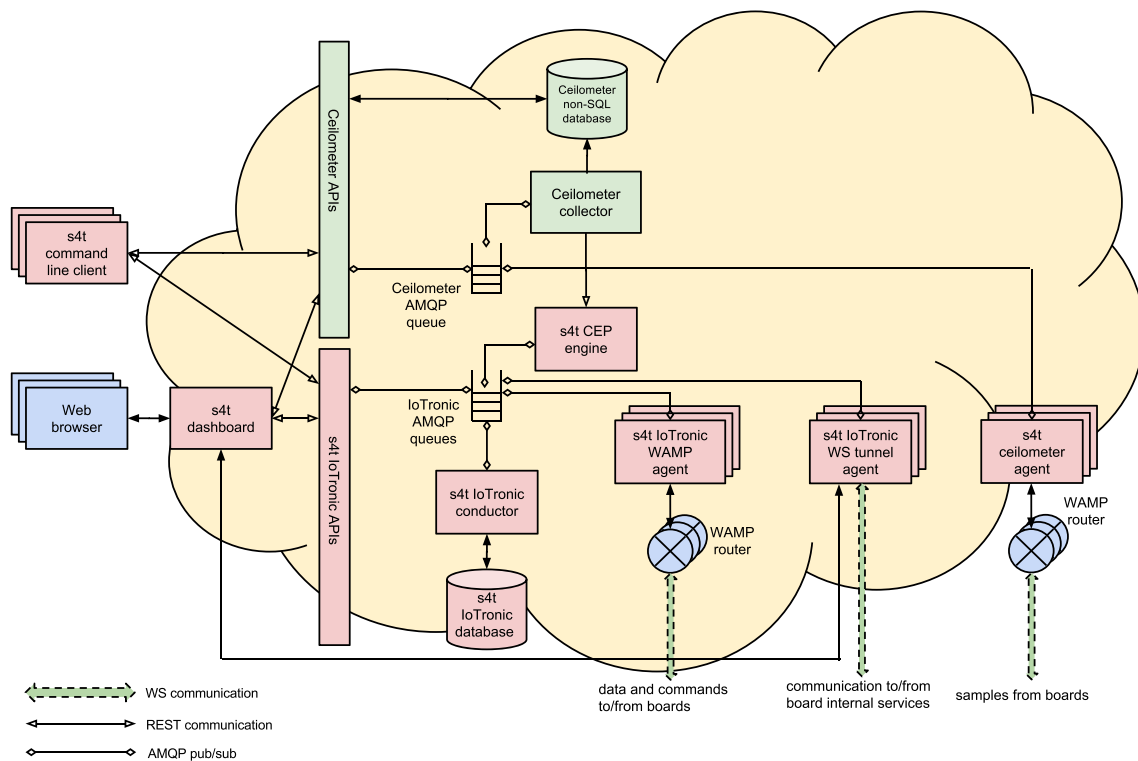 Ceilometer
non-SQL
database
Ceilometer APIs
Ceilometer
collector
s4t
command
line client
Ceilometer
AMQP
queue
s4t CEP
engine
Web
browser
s4t
dashboard
s4t IoTronic APIs
IoTronic
AMQP
queues
s4t IoTronic
WAMP
agent
s4t IoTronic
WS tunnel
agent
s4t
ceilometer
agent
s4t IoTronic
conductor
WAMP
router
WAMP
router
s4t
IoTronic
database
data and commands
to/from boards
communication to/from
board internal services
samples from boards
WS communication
REST communication
AMQP pub/sub